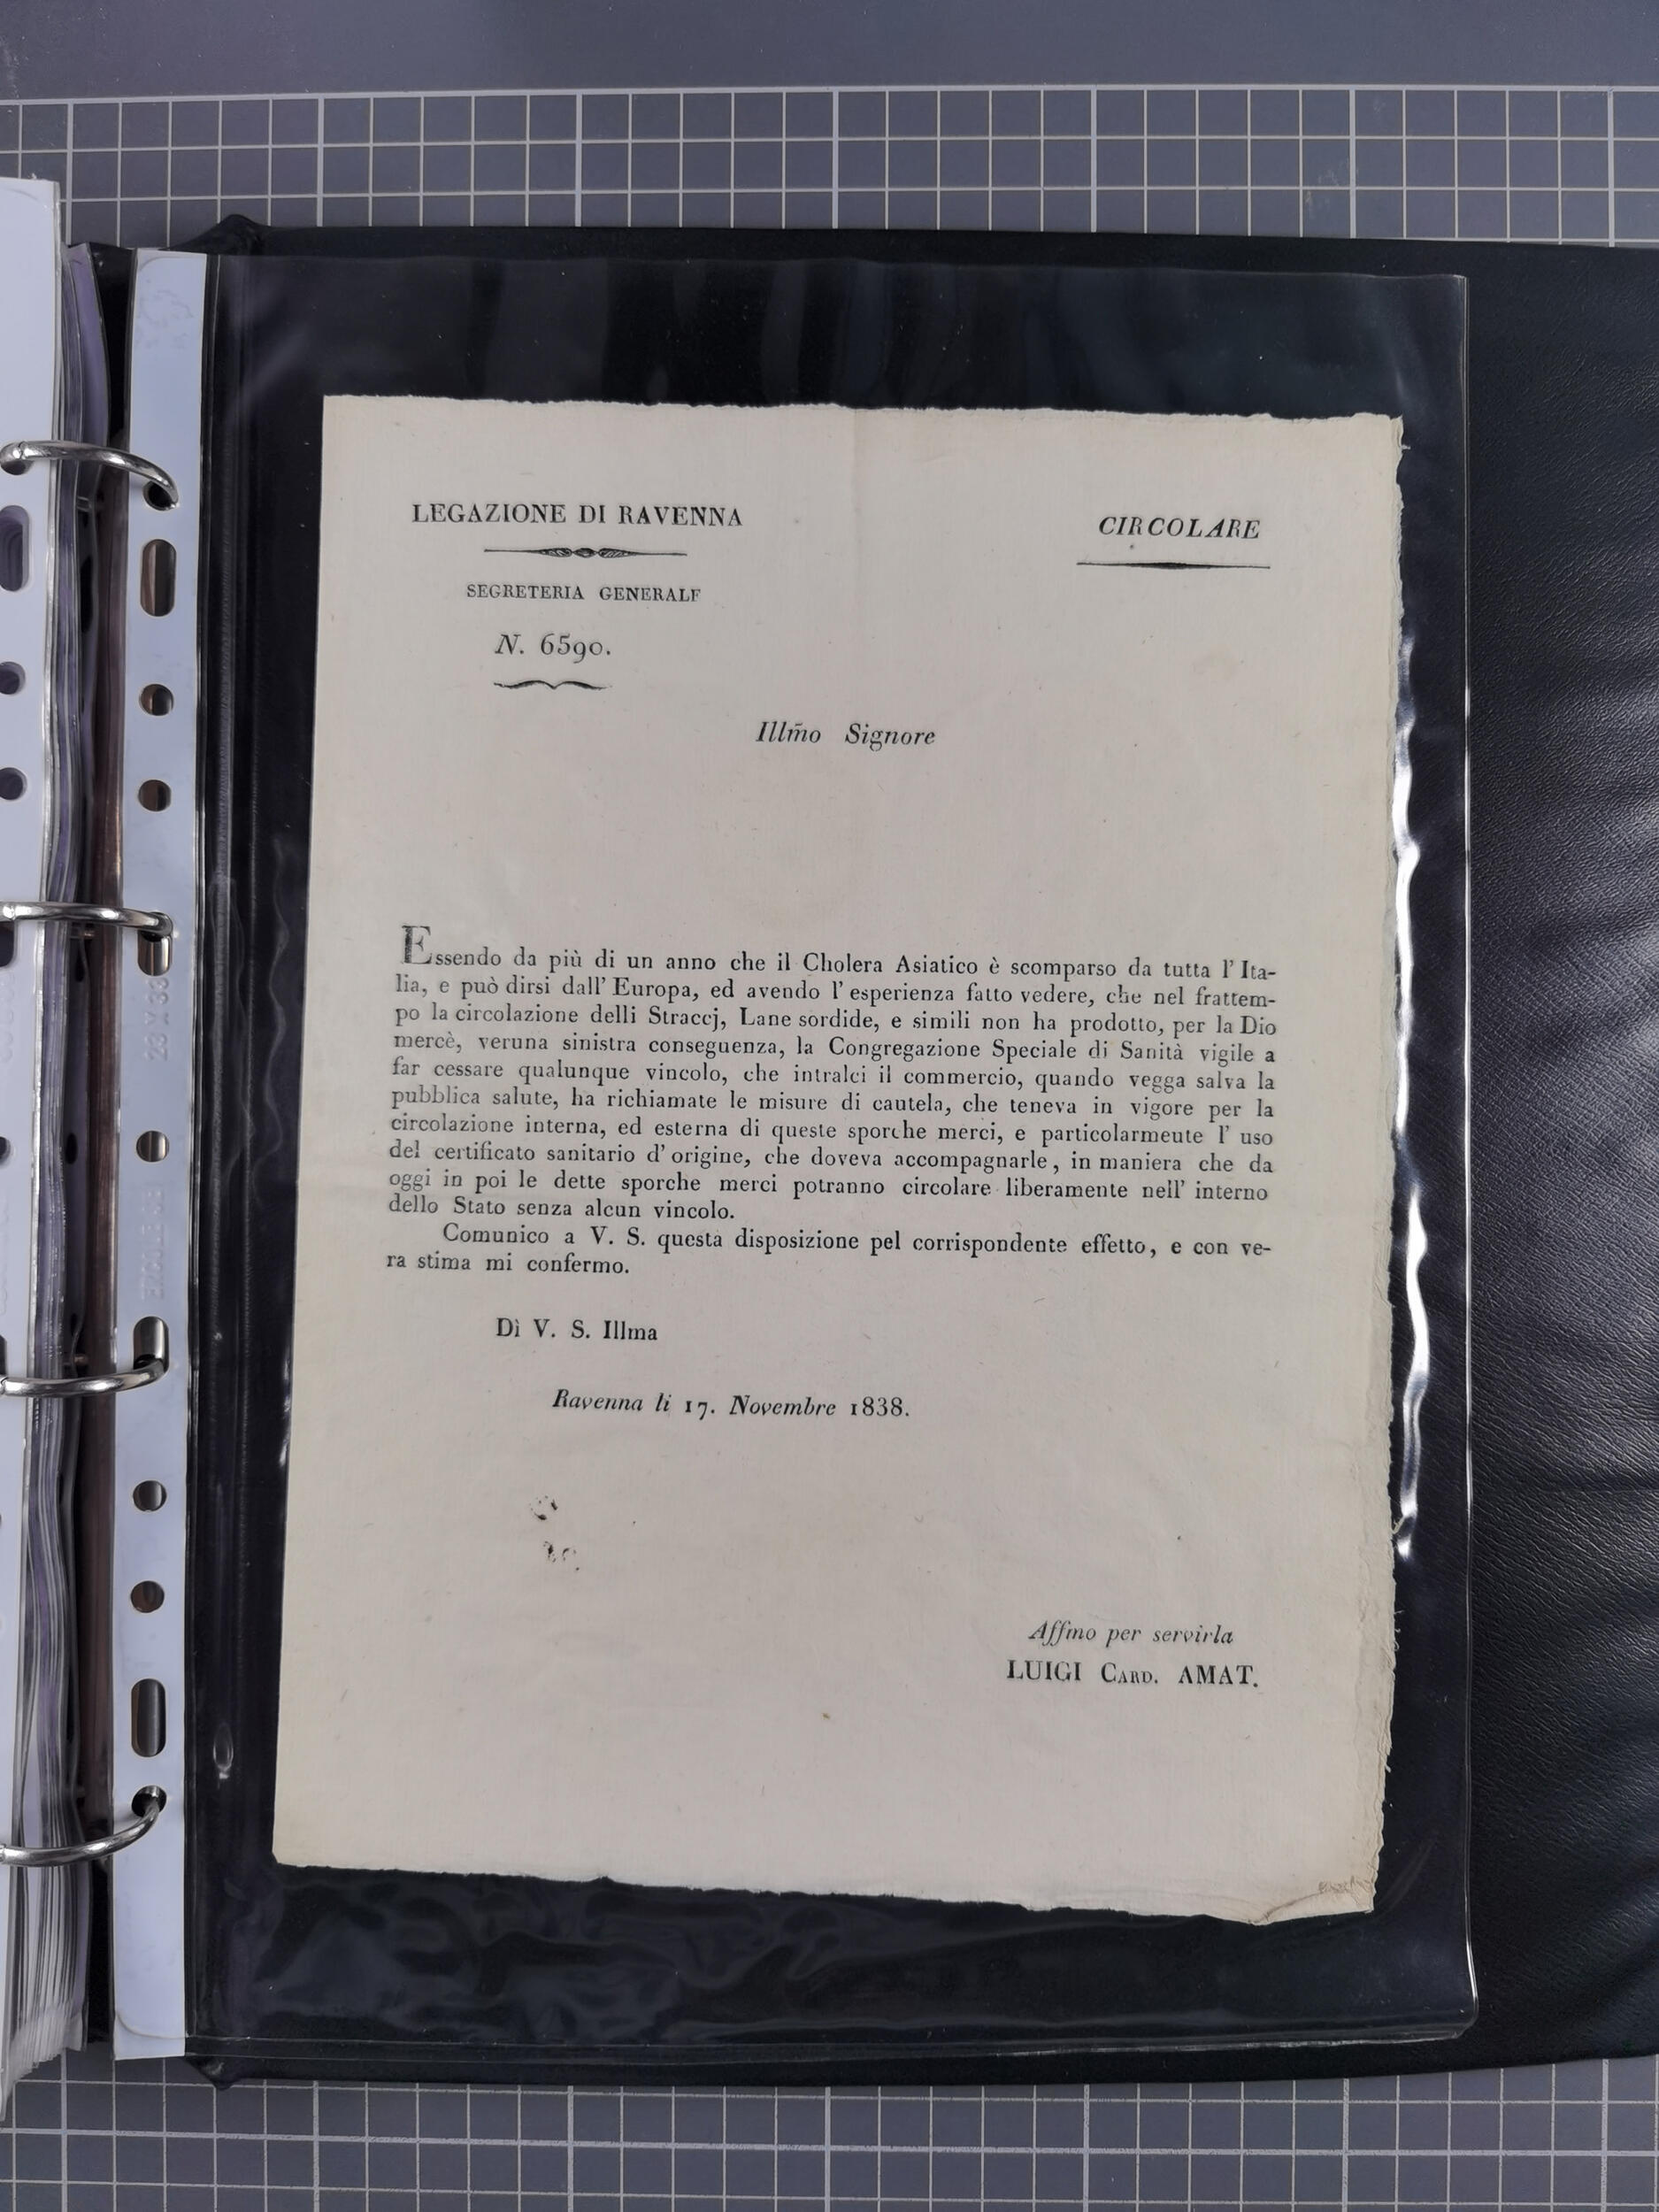 LEGAZIONE DI RAVENNA
CIRCOLARE
SEGRETERIA GENERALE
N. 6590.
Illm̃o Signore
Essendo da più di un anno che il Cholera Asiatico è scomparso da tutta l' Ita-
lia, e può dirsi dall' Europa, ed avendo l' esperienza fatto vedere, che nel frattem-
po la circolazione delli Straccj, Lane sordide, e simili non ha prodotto, per la Dio
mercè, veruna sinistra conseguenza, la Congregazione Speciale di Sanità vigile a
far cessare qualunque vincolo, che intralci il commercio, quando vegga salva la
pubblica salute, ha richiamate le misure di cautela, che teneva in vigore per la
circolazione interna, ed esterna di queste sporche merci, e particolarmeute l' uso
del certificato sanitario d' origine, che doveva accompagnarle, in maniera che da
oggi in poi le dette sporche merci potranno circolare liberamente nell' interno
dello Stato senza alcun vincolo.
Comunico a V. S. questa disposizione pel corrispondente effetto, e con ve-
ra stima mi confermo.
Dì V. S. Illma
Ravenna li 17. Novembre 1838.
Affmo per servirla
LUIGI CARD. AMAT.